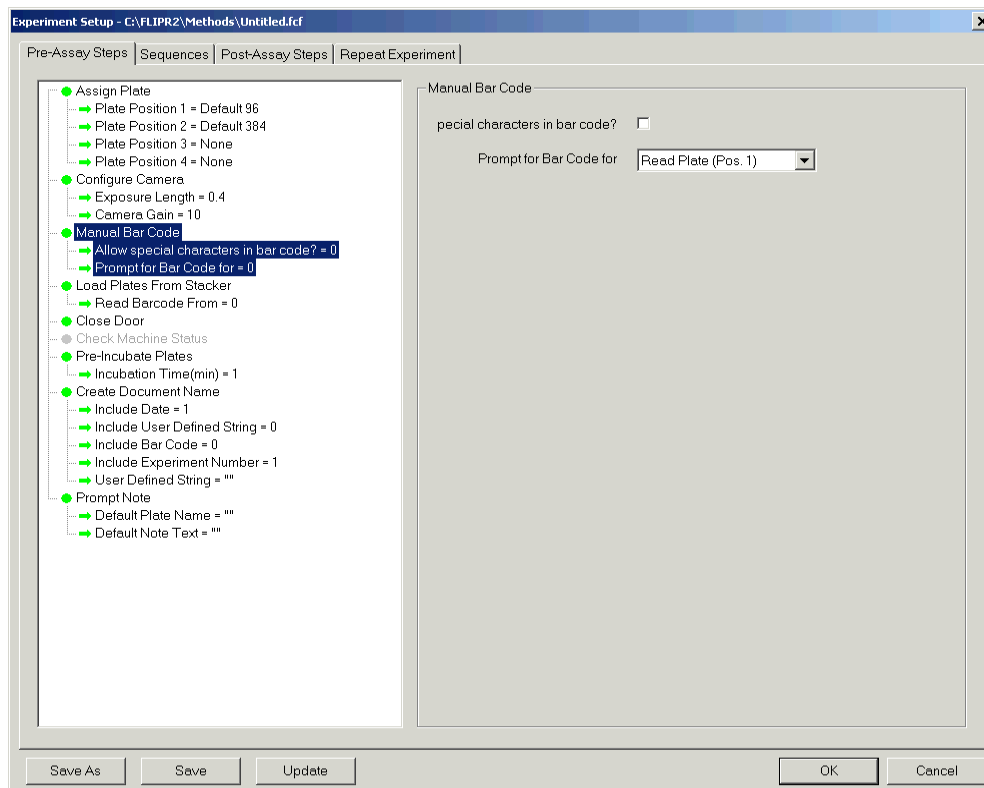 Experiment Setup - C:\FLIPR2\Methods\Untitled.fcf
Pre-Assay Steps
Sequences
Post-Assay Steps
Repeat Experiment
Assign Plate
Plate Position 1 = Default 96
Plate Position 2 = Default 384
Plate Position 3 = None
Plate Position 4 = None
Configure Camera
Exposure Length = 0.4
Camera Gain = 10
Manual Bar Code
Allow special characters in bar code? = 0
Prompt for Bar Code for = 0
Load Plates From Stacker
Read Barcode From = 0
Close Door
Check Machine Status
Pre-Incubate Plates
Incubation Time(min) = 1
Create Document Name
Include Date = 1
Include User Defined String = 0
Include Bar Code = 0
Include Experiment Number = 1
User Defined String = ""
Prompt Note
Default Plate Name = ""
Default Note Text = ""
Manual Bar Code
pecial characters in bar code?
Prompt for Bar Code for
Read Plate (Pos. 1)
Save As
Save
Update
OK
Cancel